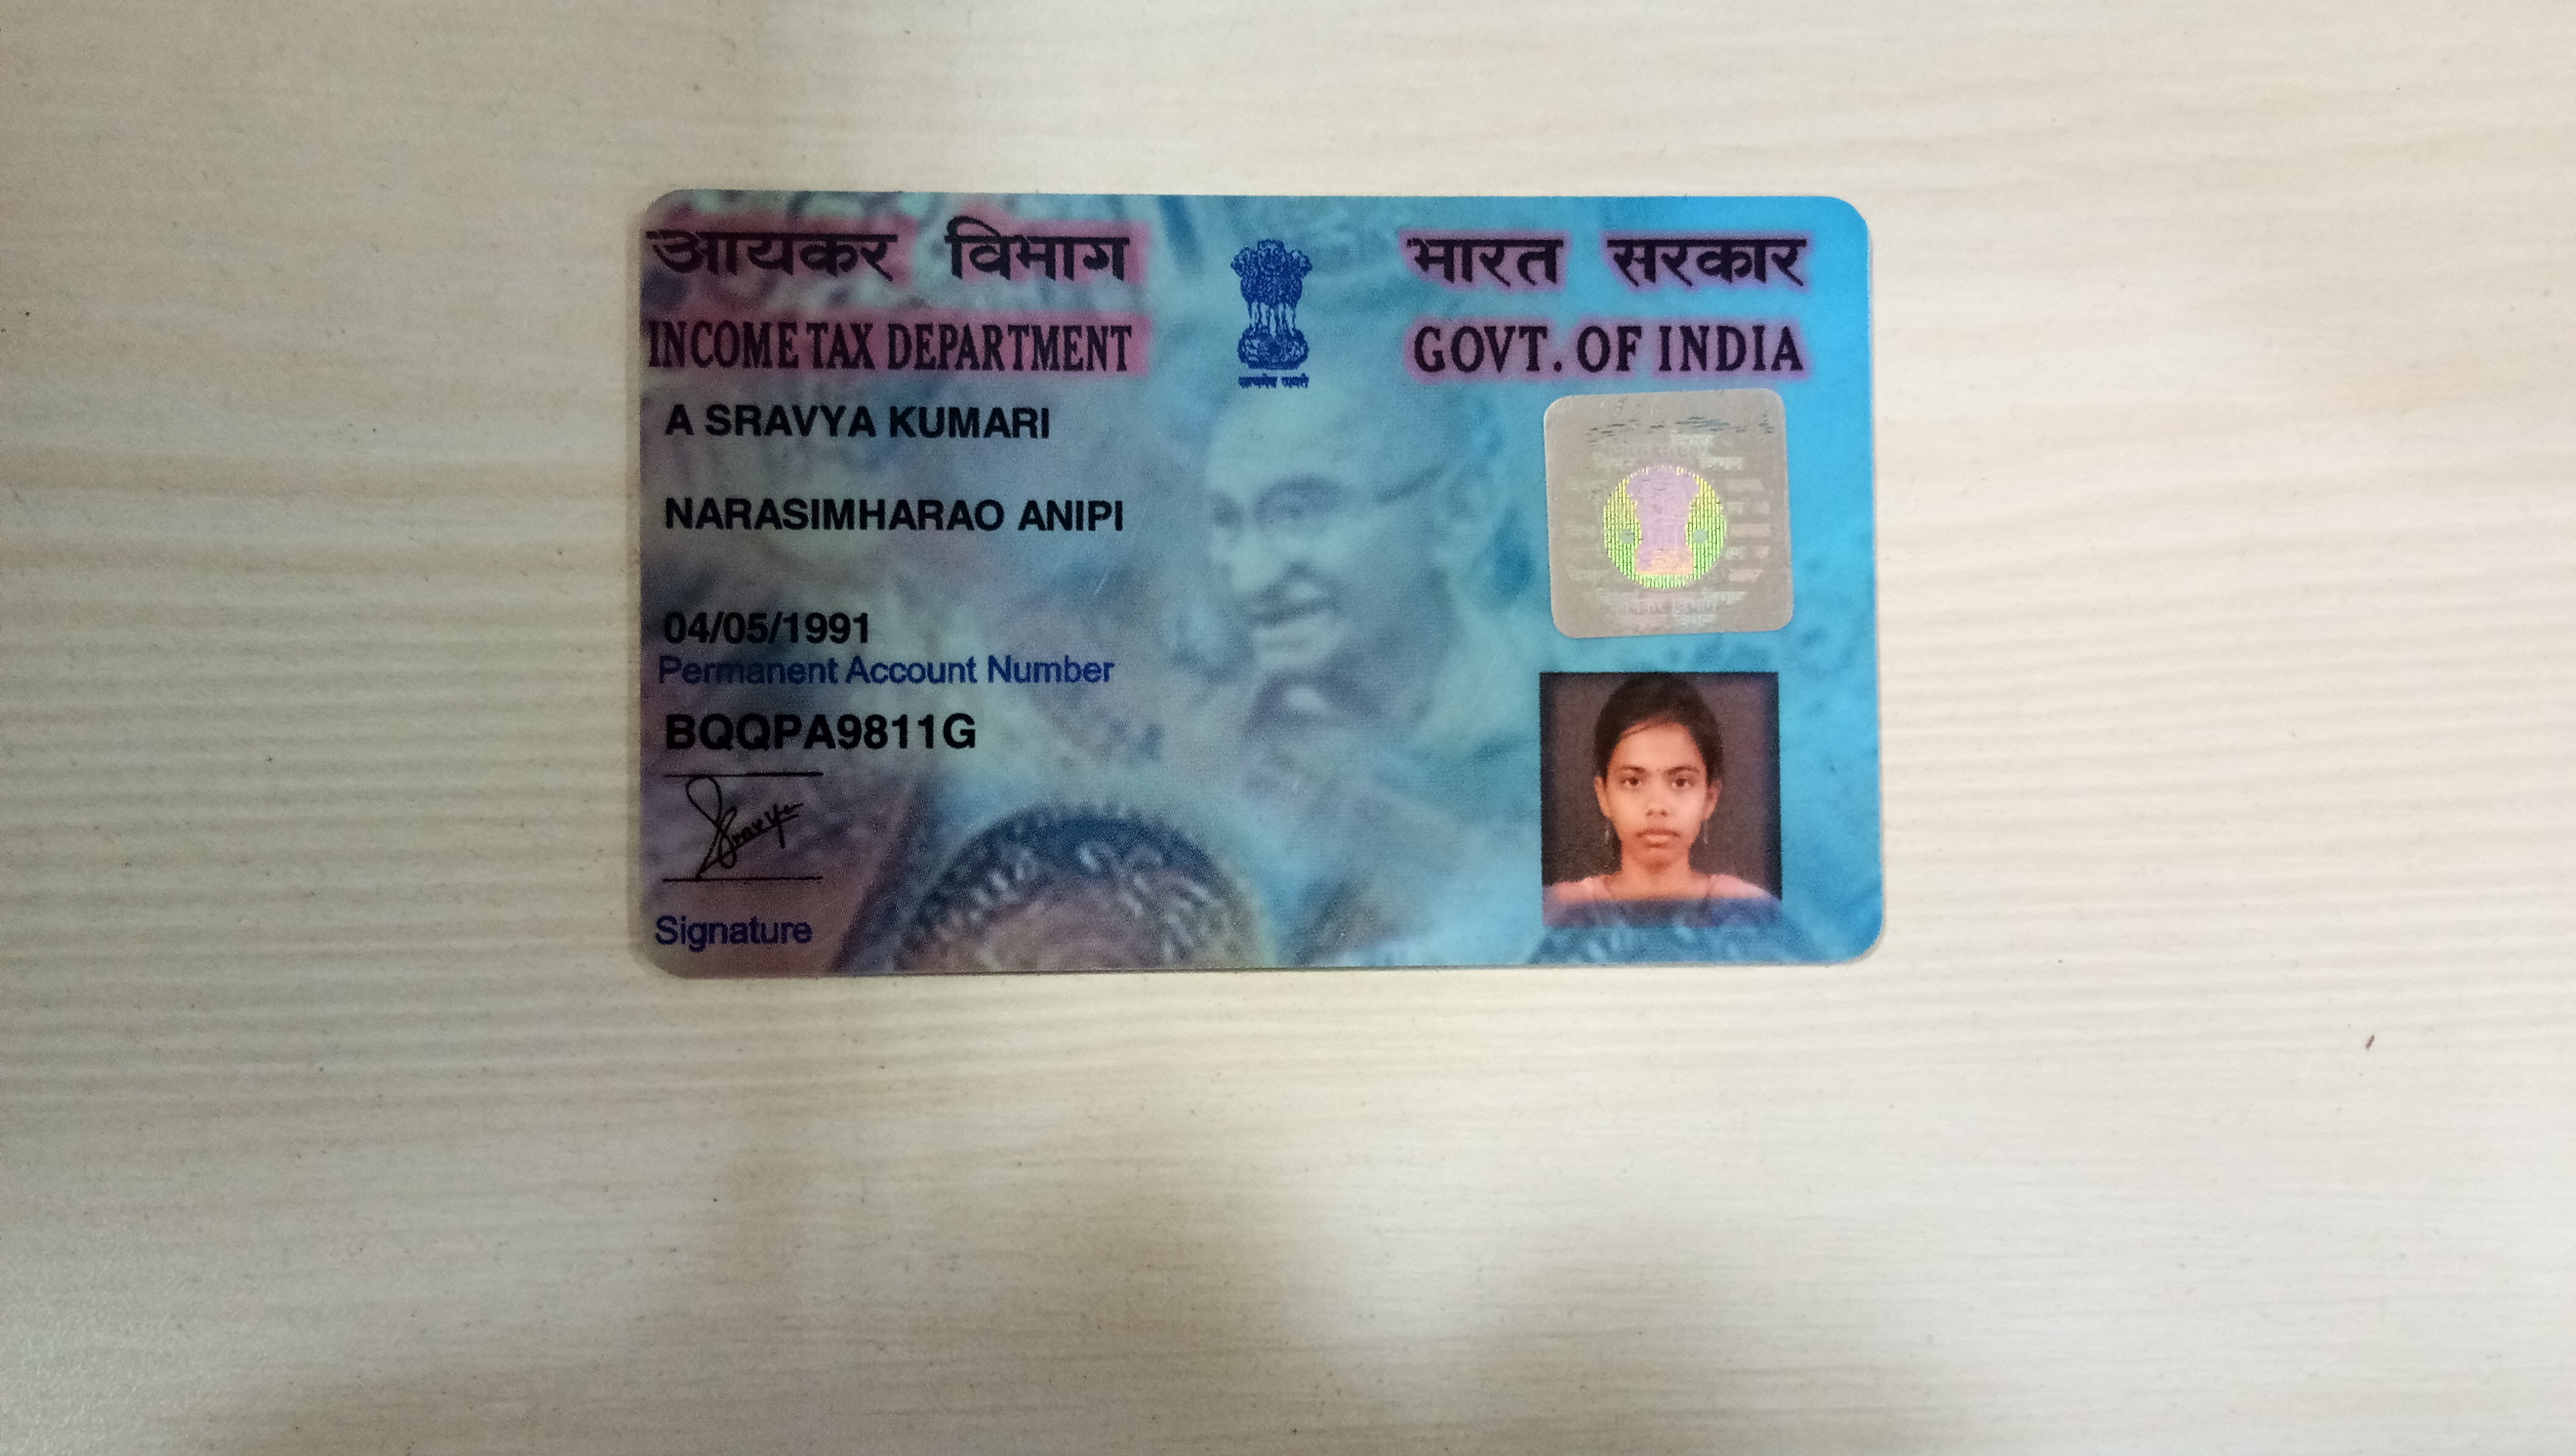 आयकर विभाग
भारत सरकार
INCOME TAX DEPARTMENT
GOVT. OF INDIA
सत्यमेव जयते
A SRAVYA KUMARI
NARASIMHARAO ANIPI
04/05/1991
Permanent Account Number
BQQPA9811G
Sravya
Signature